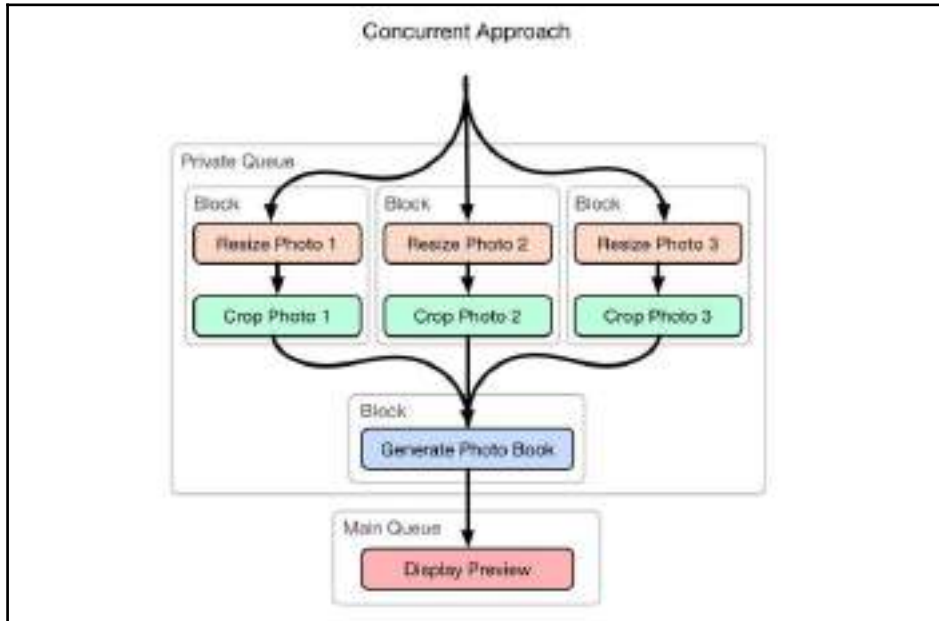 Concurrent Approach
Private Queue
Block
Block
Block
Resize Photo 1
Resize Photo 2
Resize Photo 3
Crop Photo 1
Crop Photo 2
Crop Photo 3
Block
Generate Photo Book
Main Queue
Display Preview